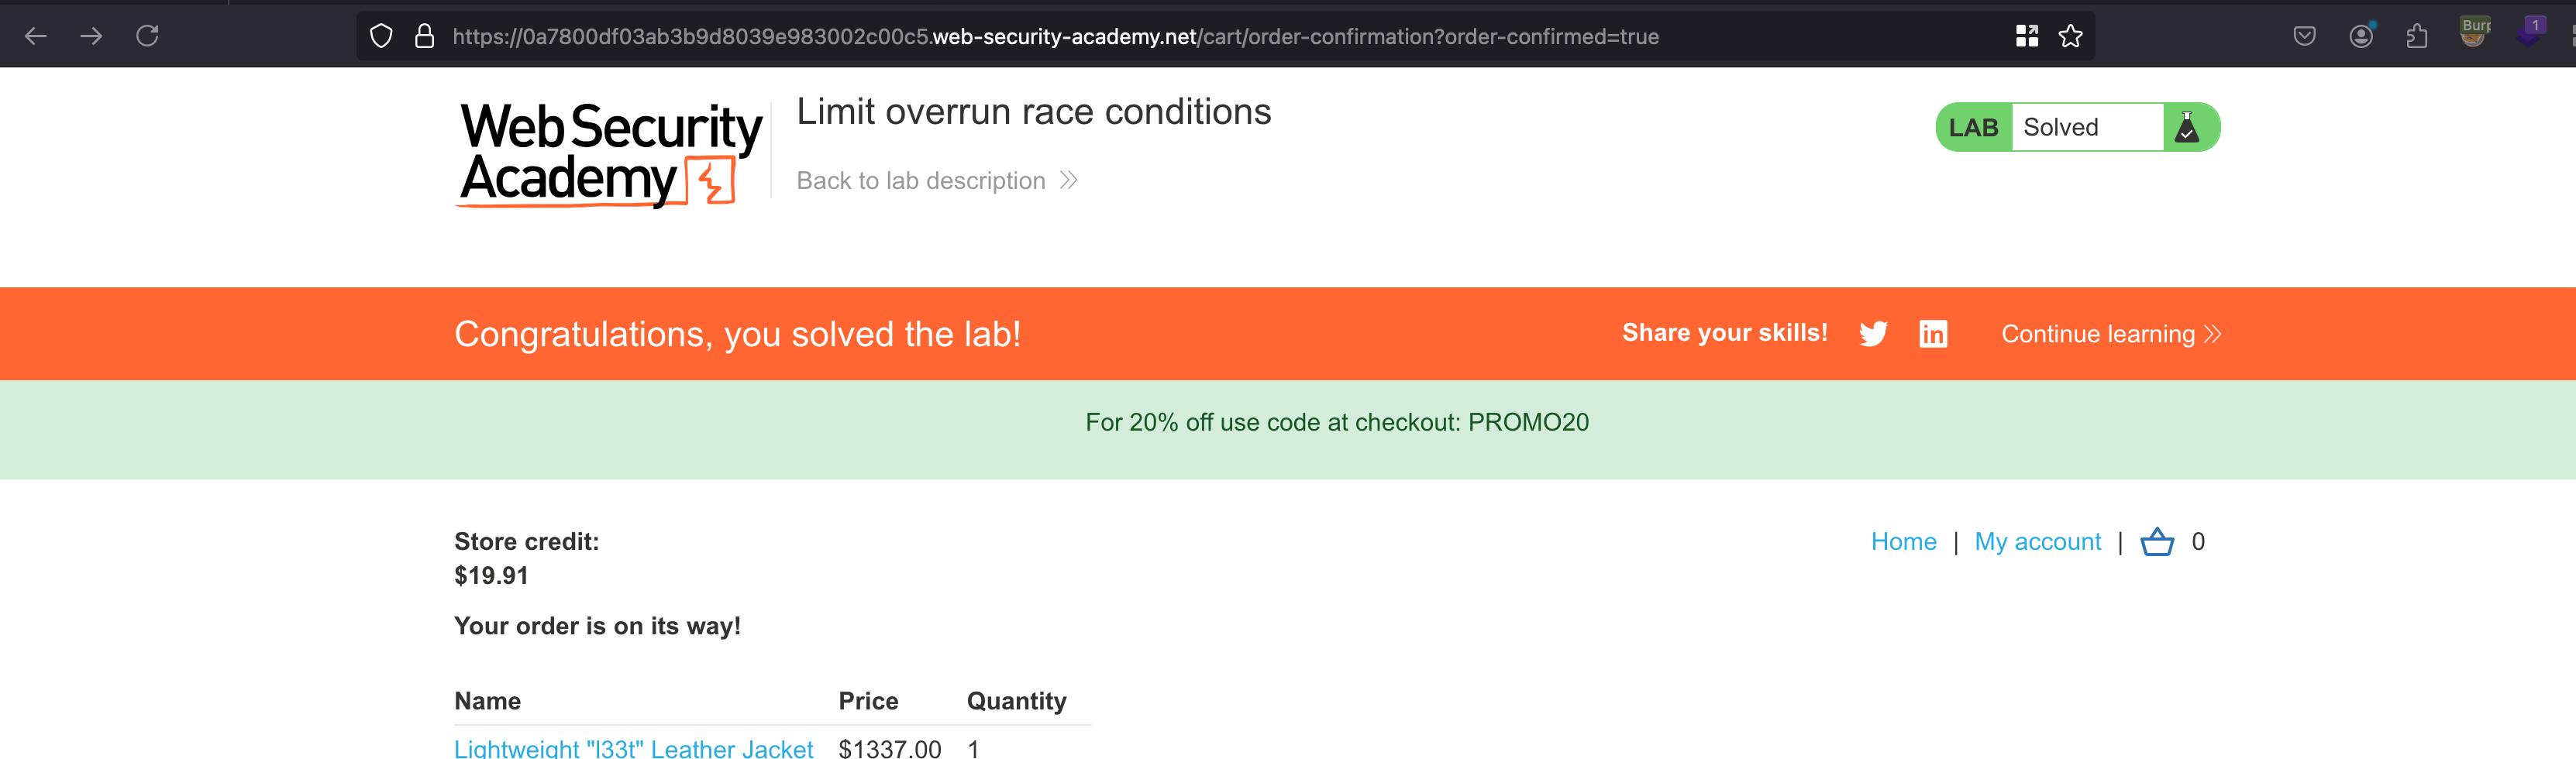 https://0a7800df03ab3b9d8039e983002c00c5.web-security-academy.net/cart/order-confirmation?order-confirmed=true
Burp
1
Web Security
Academy
Limit overrun race conditions
Back to lab description
LAB Solved
Congratulations, you solved the lab!
Share your skills!
in
Continue learning
For 20% off use code at checkout: PROMO20
Store credit:
$19.91
Home | My account | 0
Your order is on its way!
Name Price Quantity
Lightweight "l33t" Leather Jacket $1337.00 1